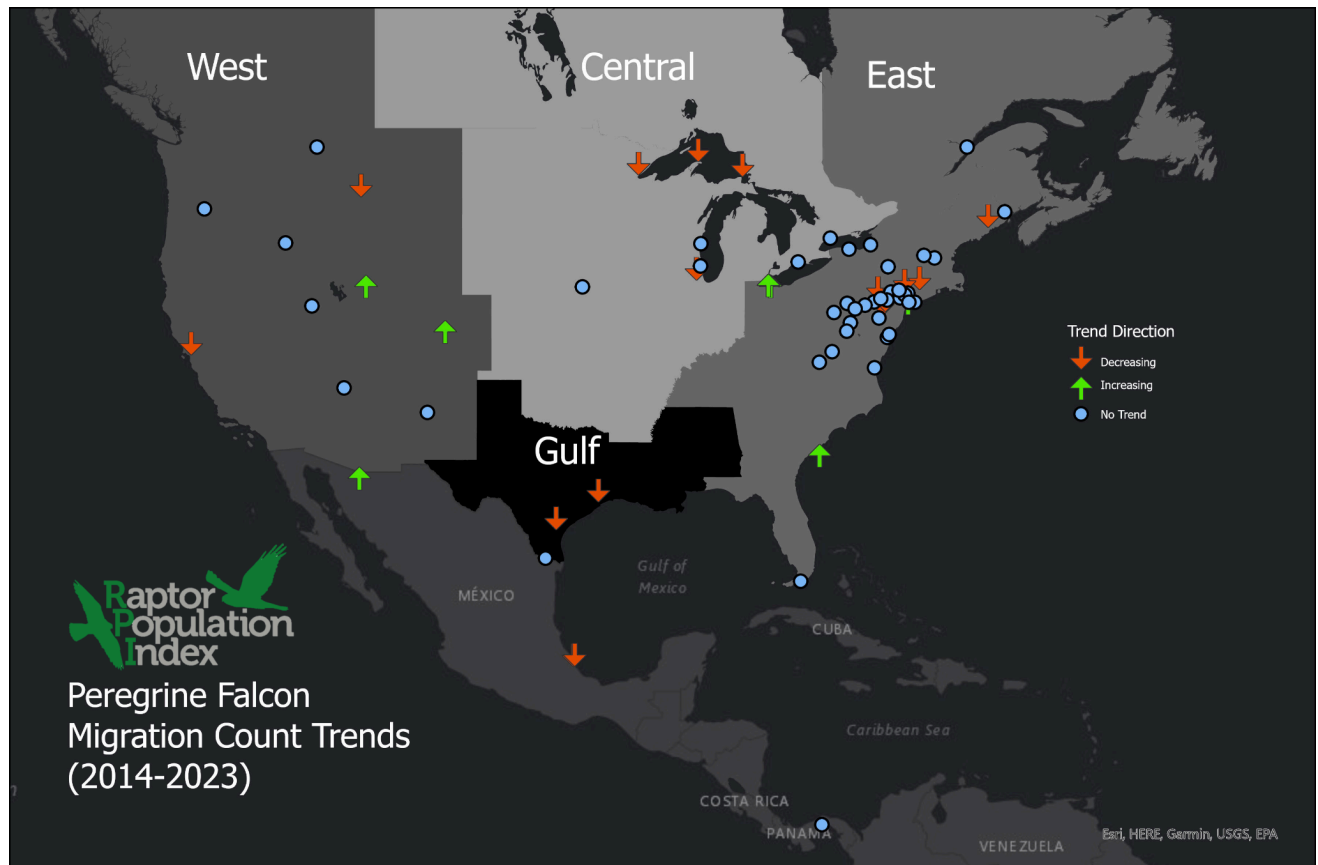 West
Central
East
Trend Direction
Decreasing
Increasing
No Trend
Gulf
Gulf of
Mexico
MÉXICO
CUBA
Raptor
Population
Index
Peregrine Falcon
Migration Count Trends
(2014-2023)
Caribbean Sea
COSTA RICA
PANAMÁ
VENEZUELA
Esri, HERE, Garmin, USGS, EPA